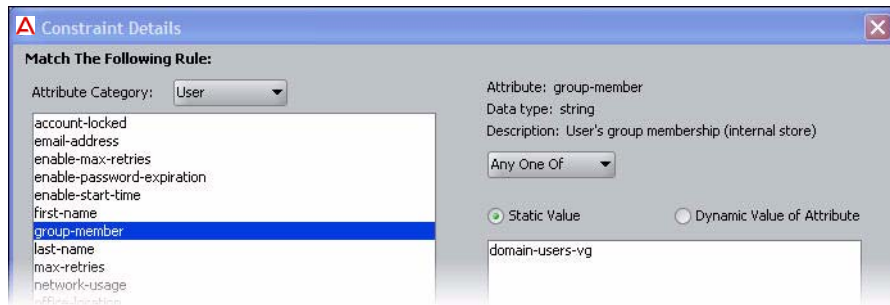 Constraint Details
Match The Following Rule:
Attribute Category: User
account-locked
email-address
enable-max-retries
enable-password-expiration
enable-start-time
first-name
group-member
last-name
max-retries
network-usage
office-location
Attribute: group-member
Data type: string
Description: User's group membership (internal store)
Any One Of
Static Value
Dynamic Value of Attribute
domain-users-vg